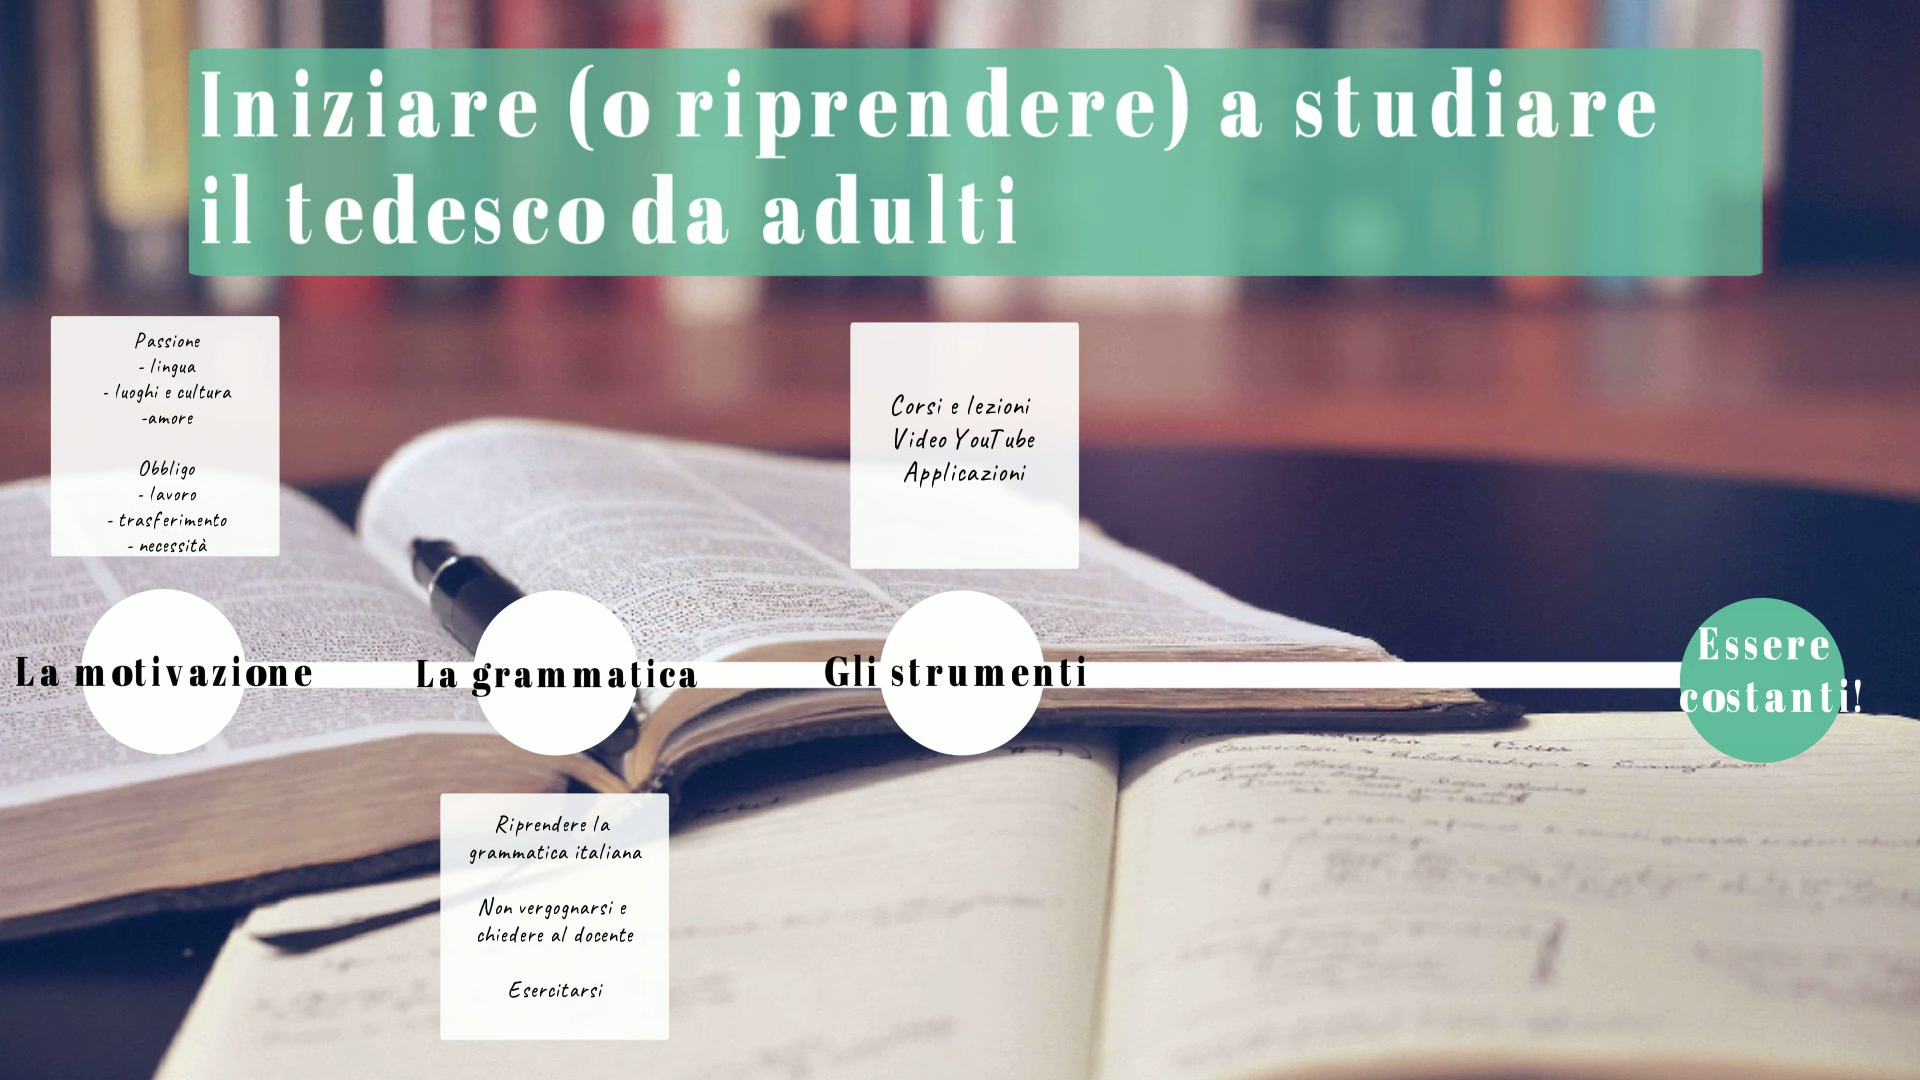 Iniziare (o riprendere) a studiare
il tedesco da adulti
Passione
- lingua
- luoghi e cultura
-amore
Obbligo
- lavoro
- trasferimento
- necessità
La motivazione
La grammatica
Riprendere la
grammatica italiana
Non vergognarsi e
chiedere al docente
Esercitarsi
Corsi e lezioni
Video YouTube
Applicazioni
Gli strumenti
Essere
costanti!